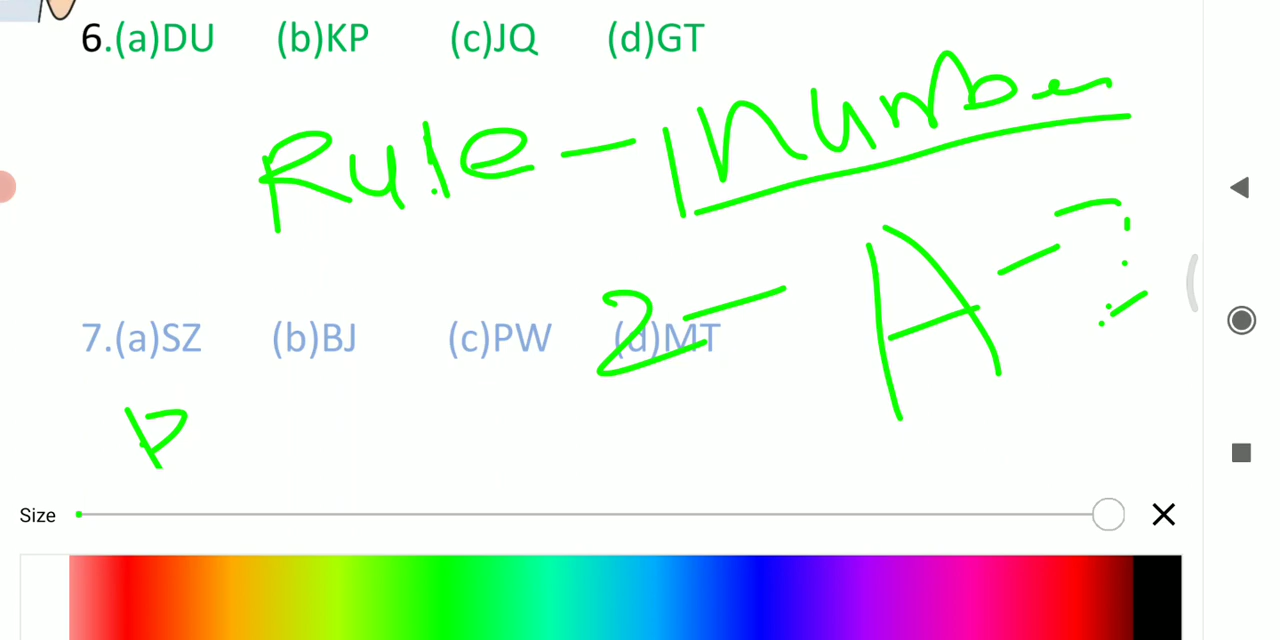 6.(a)DU (b)KP (c)JQ (d)GT
Rule - 1 Number
2 - A - ?
7.(a)SZ (b)BJ (c)PW (d)MT
Size